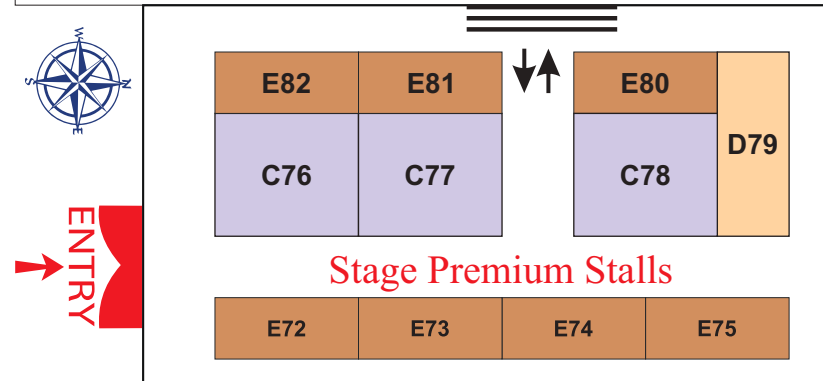 W
S N
E
E82 E81 E80
D79
C76 C77 C78
ENTRY
Stage Premium Stalls
E72 E73 E74 E75